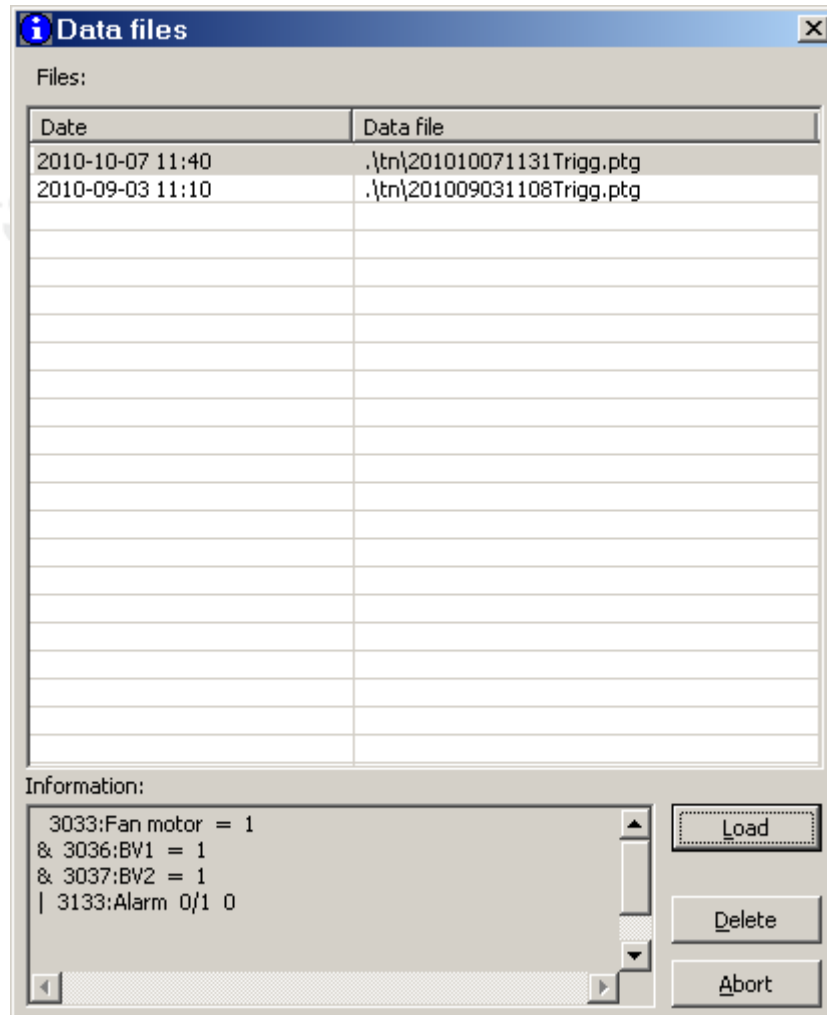 Data files
Files:
Date Data file
2010-10-07 11:40 .\tn\201010071131Trigg.ptg
2010-09-03 11:10 .\tn\201009031108Trigg.ptg
Information:
3033:Fan motor = 1
& 3036:BV1 = 1
& 3037:BV2 = 1
| 3133:Alarm 0/1 0
Load
Delete
Abort